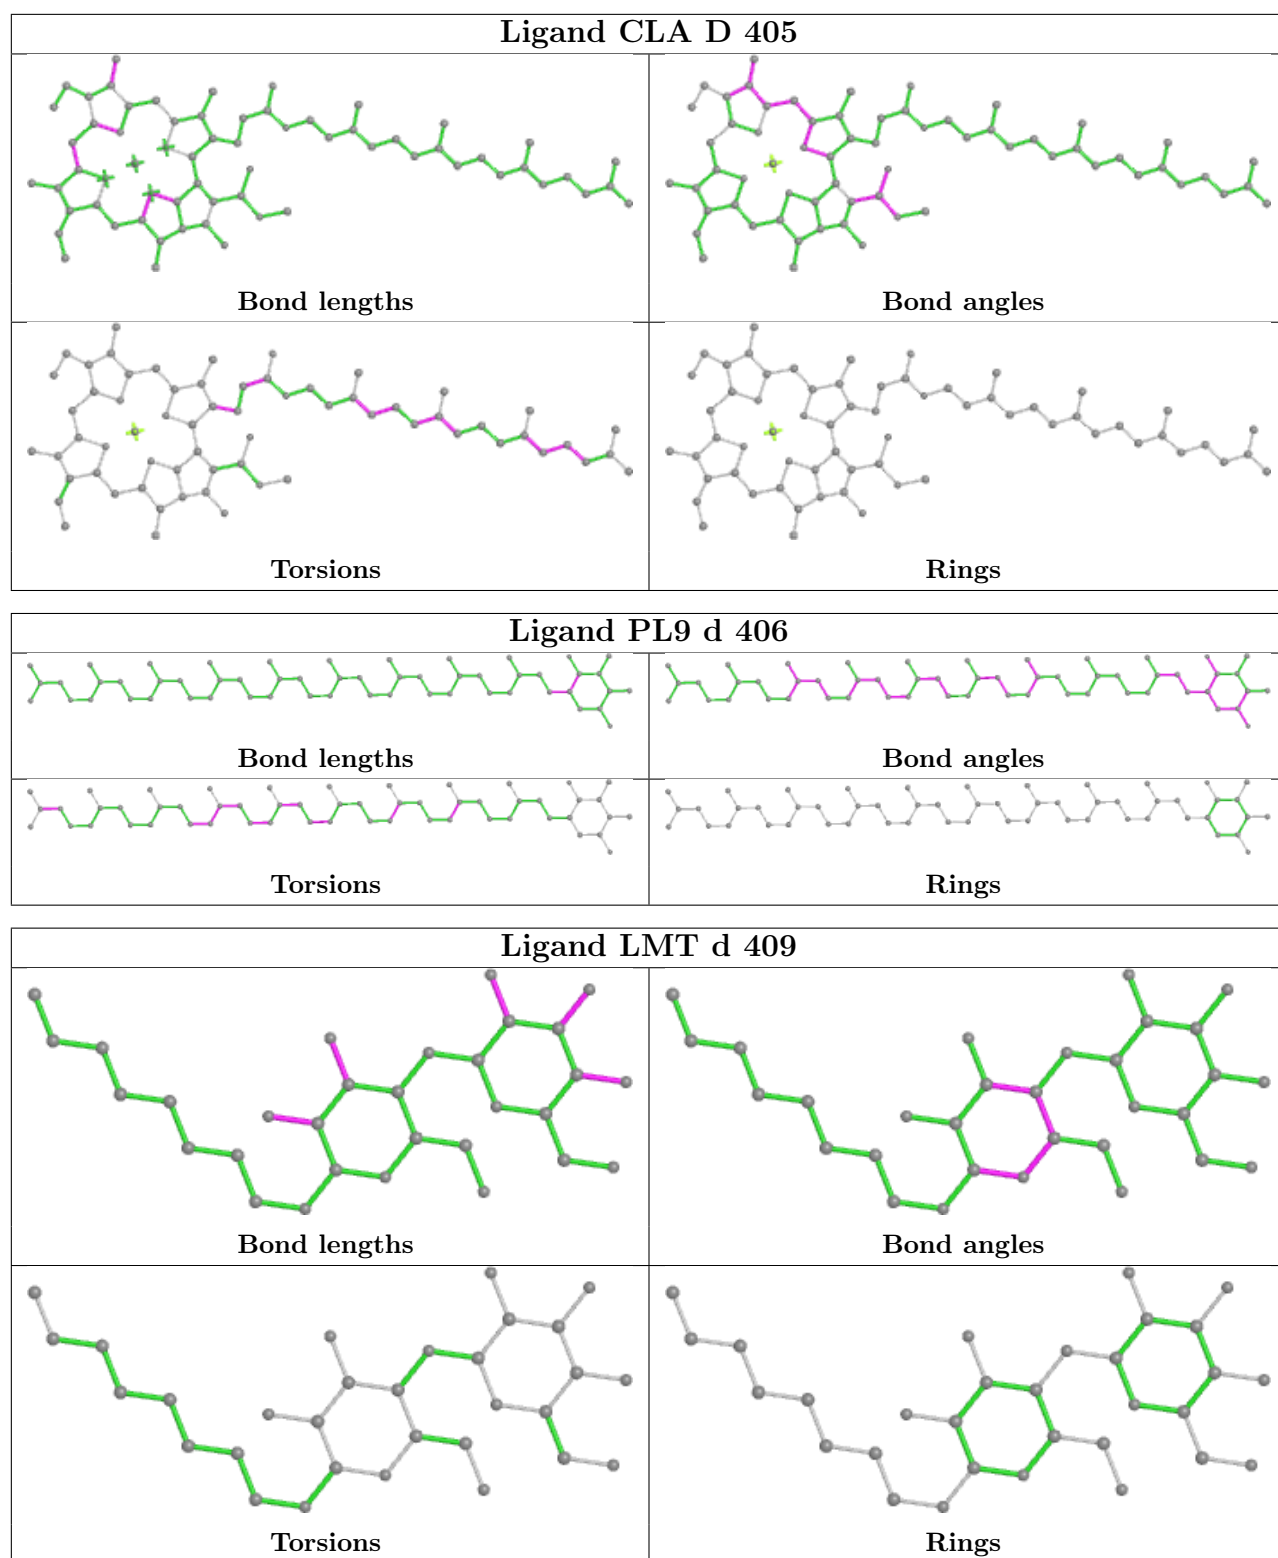 Ligand CLA D 405
Bond lengths
Bond angles
Torsions
Rings
Ligand PL9 d 406
Bond lengths
Bond angles
Torsions
Rings
Ligand LMT d 409
Bond lengths
Bond angles
Torsions
Rings